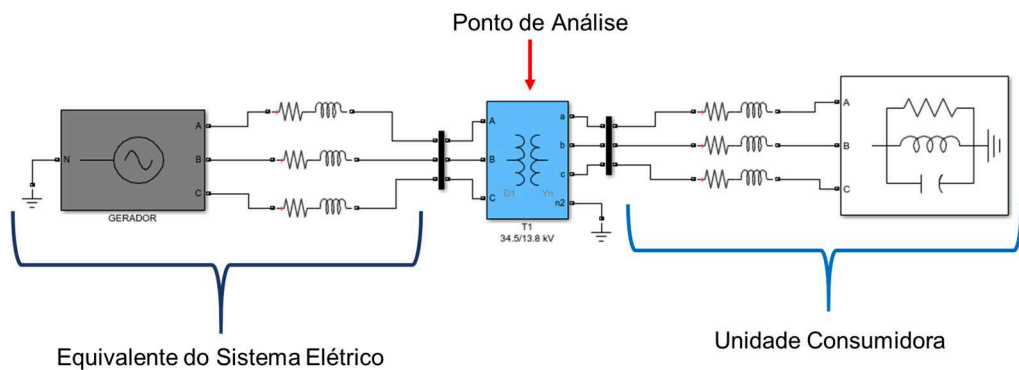 Ponto de Análise
A
B
C
N
GERADOR
A
B
C
a
b
c
n2
D1
Yn
T1
34.5/13.8 kV
A
B
C
Equivalente do Sistema Elétrico
Unidade Consumidora